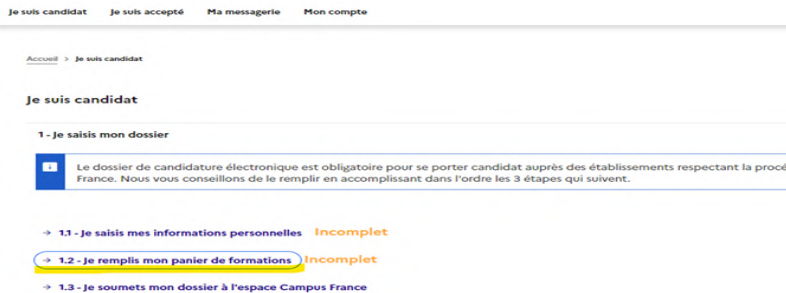 Je suis candidat Je suis accepté Ma messagerie Mon compte
Accueil > Je suis candidat
Je suis candidat
1 - Je saisis mon dossier
Le dossier de candidature électronique est obligatoire pour se porter candidat auprès des établissements respectant la procé
France. Nous vous conseillons de le remplir en accomplissant dans l'ordre les 3 étapes qui suivent.
→ 1.1 - Je saisis mes informations personnelles Incomplet
→ 1.2 - Je remplis mon panier de formations Incomplet
→ 1.3 - Je soumets mon dossier à l'espace Campus France